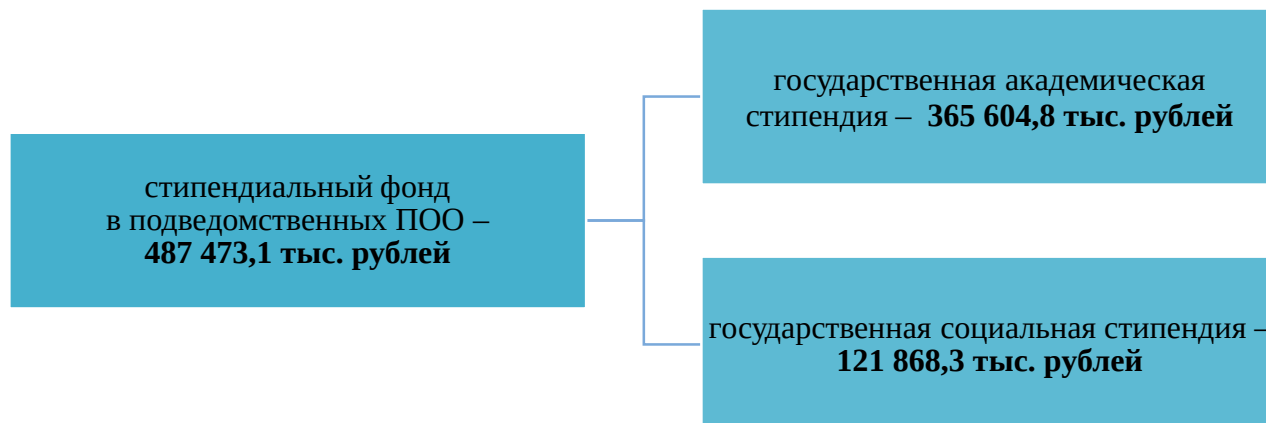 стипендиальный фонд
в подведомственных ПОО –
487 473,1 тыс. рублей
государственная академическая
стипендия –  365 604,8 тыс. рублей
государственная социальная стипендия –
121 868,3 тыс. рублей